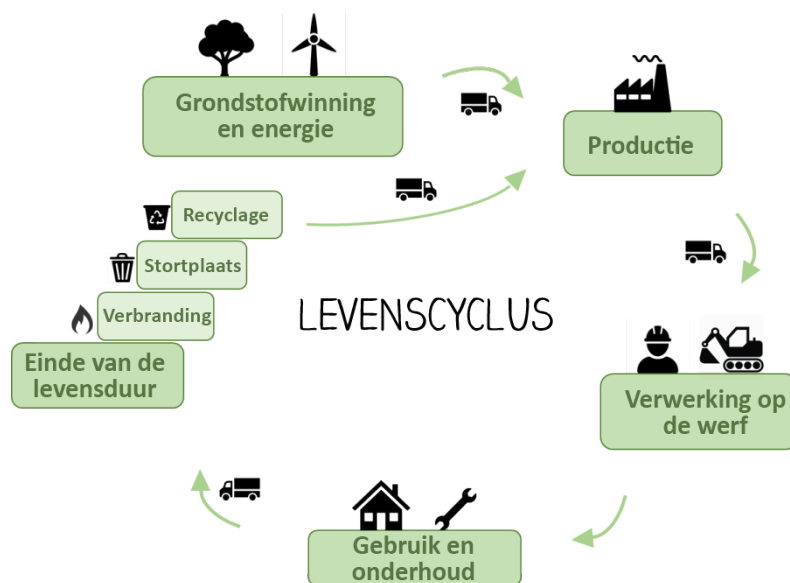 Grondstofwinning
en energie
Productie
Recyclage
Stortplaats
Verbranding
Einde van de
levensduur
LEVENSCYCLUS
Verwerking op
de werf
Gebruik en
onderhoud